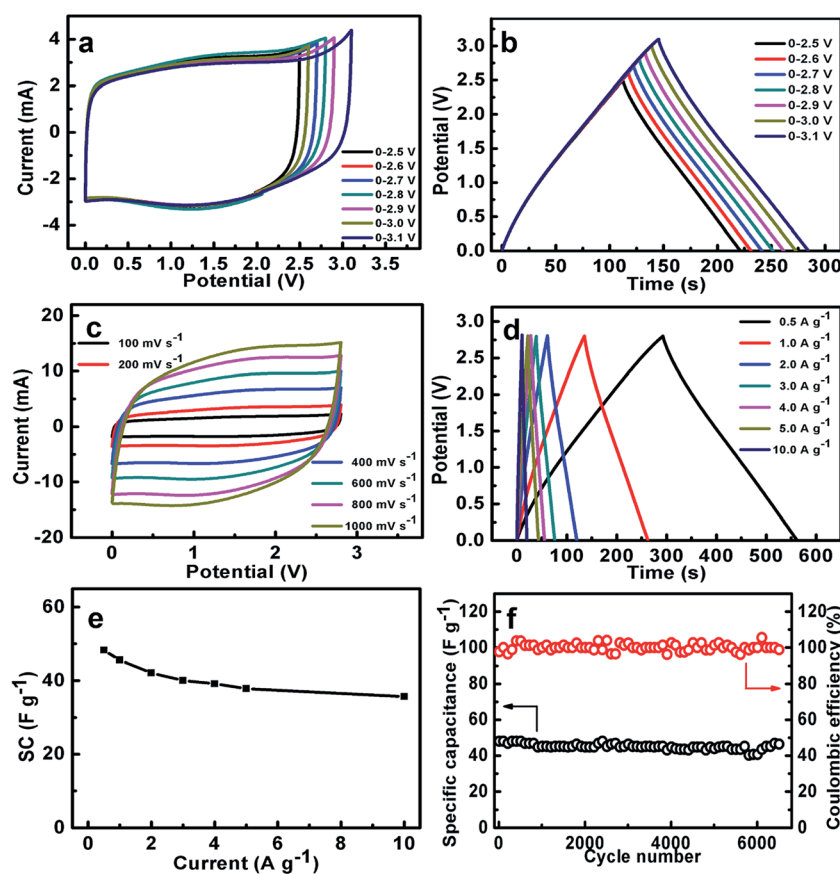 a
4
2
0
-2
-4
Current (mA)
0.0 0.5 1.0 1.5 2.0 2.5 3.0 3.5
Potential (V)
0-2.5 V
0-2.6 V
0-2.7 V
0-2.8 V
0-2.9 V
0-3.0 V
0-3.1 V
b
3.0
2.5
2.0
1.5
1.0
0.5
0.0
Potential (V)
0 50 100 150 200 250 300
Time (s)
0-2.5 V
0-2.6 V
0-2.7 V
0-2.8 V
0-2.9 V
0-3.0 V
0-3.1 V
c
20
10
0
-10
-20
Current (mA)
0 1 2 3
Potential (V)
100 mV s-1
200 mV s-1
400 mV s-1
600 mV s-1
800 mV s-1
1000 mV s-1
d
3.0
2.5
2.0
1.5
1.0
0.5
0.0
Potential (V)
0 100 200 300 400 500 600
Time (s)
0.5 A g-1
1.0 A g-1
2.0 A g-1
3.0 A g-1
4.0 A g-1
5.0 A g-1
10.0 A g-1
e
60
40
20
0
SC (F g-1)
0 2 4 6 8 10
Current (A g-1)
f
120
100
80
60
40
20
0
Specific capacitance (F g-1)
0 2000 4000 6000
Cycle number
120
100
80
60
40
20
0
Coulombic efficiency (%)